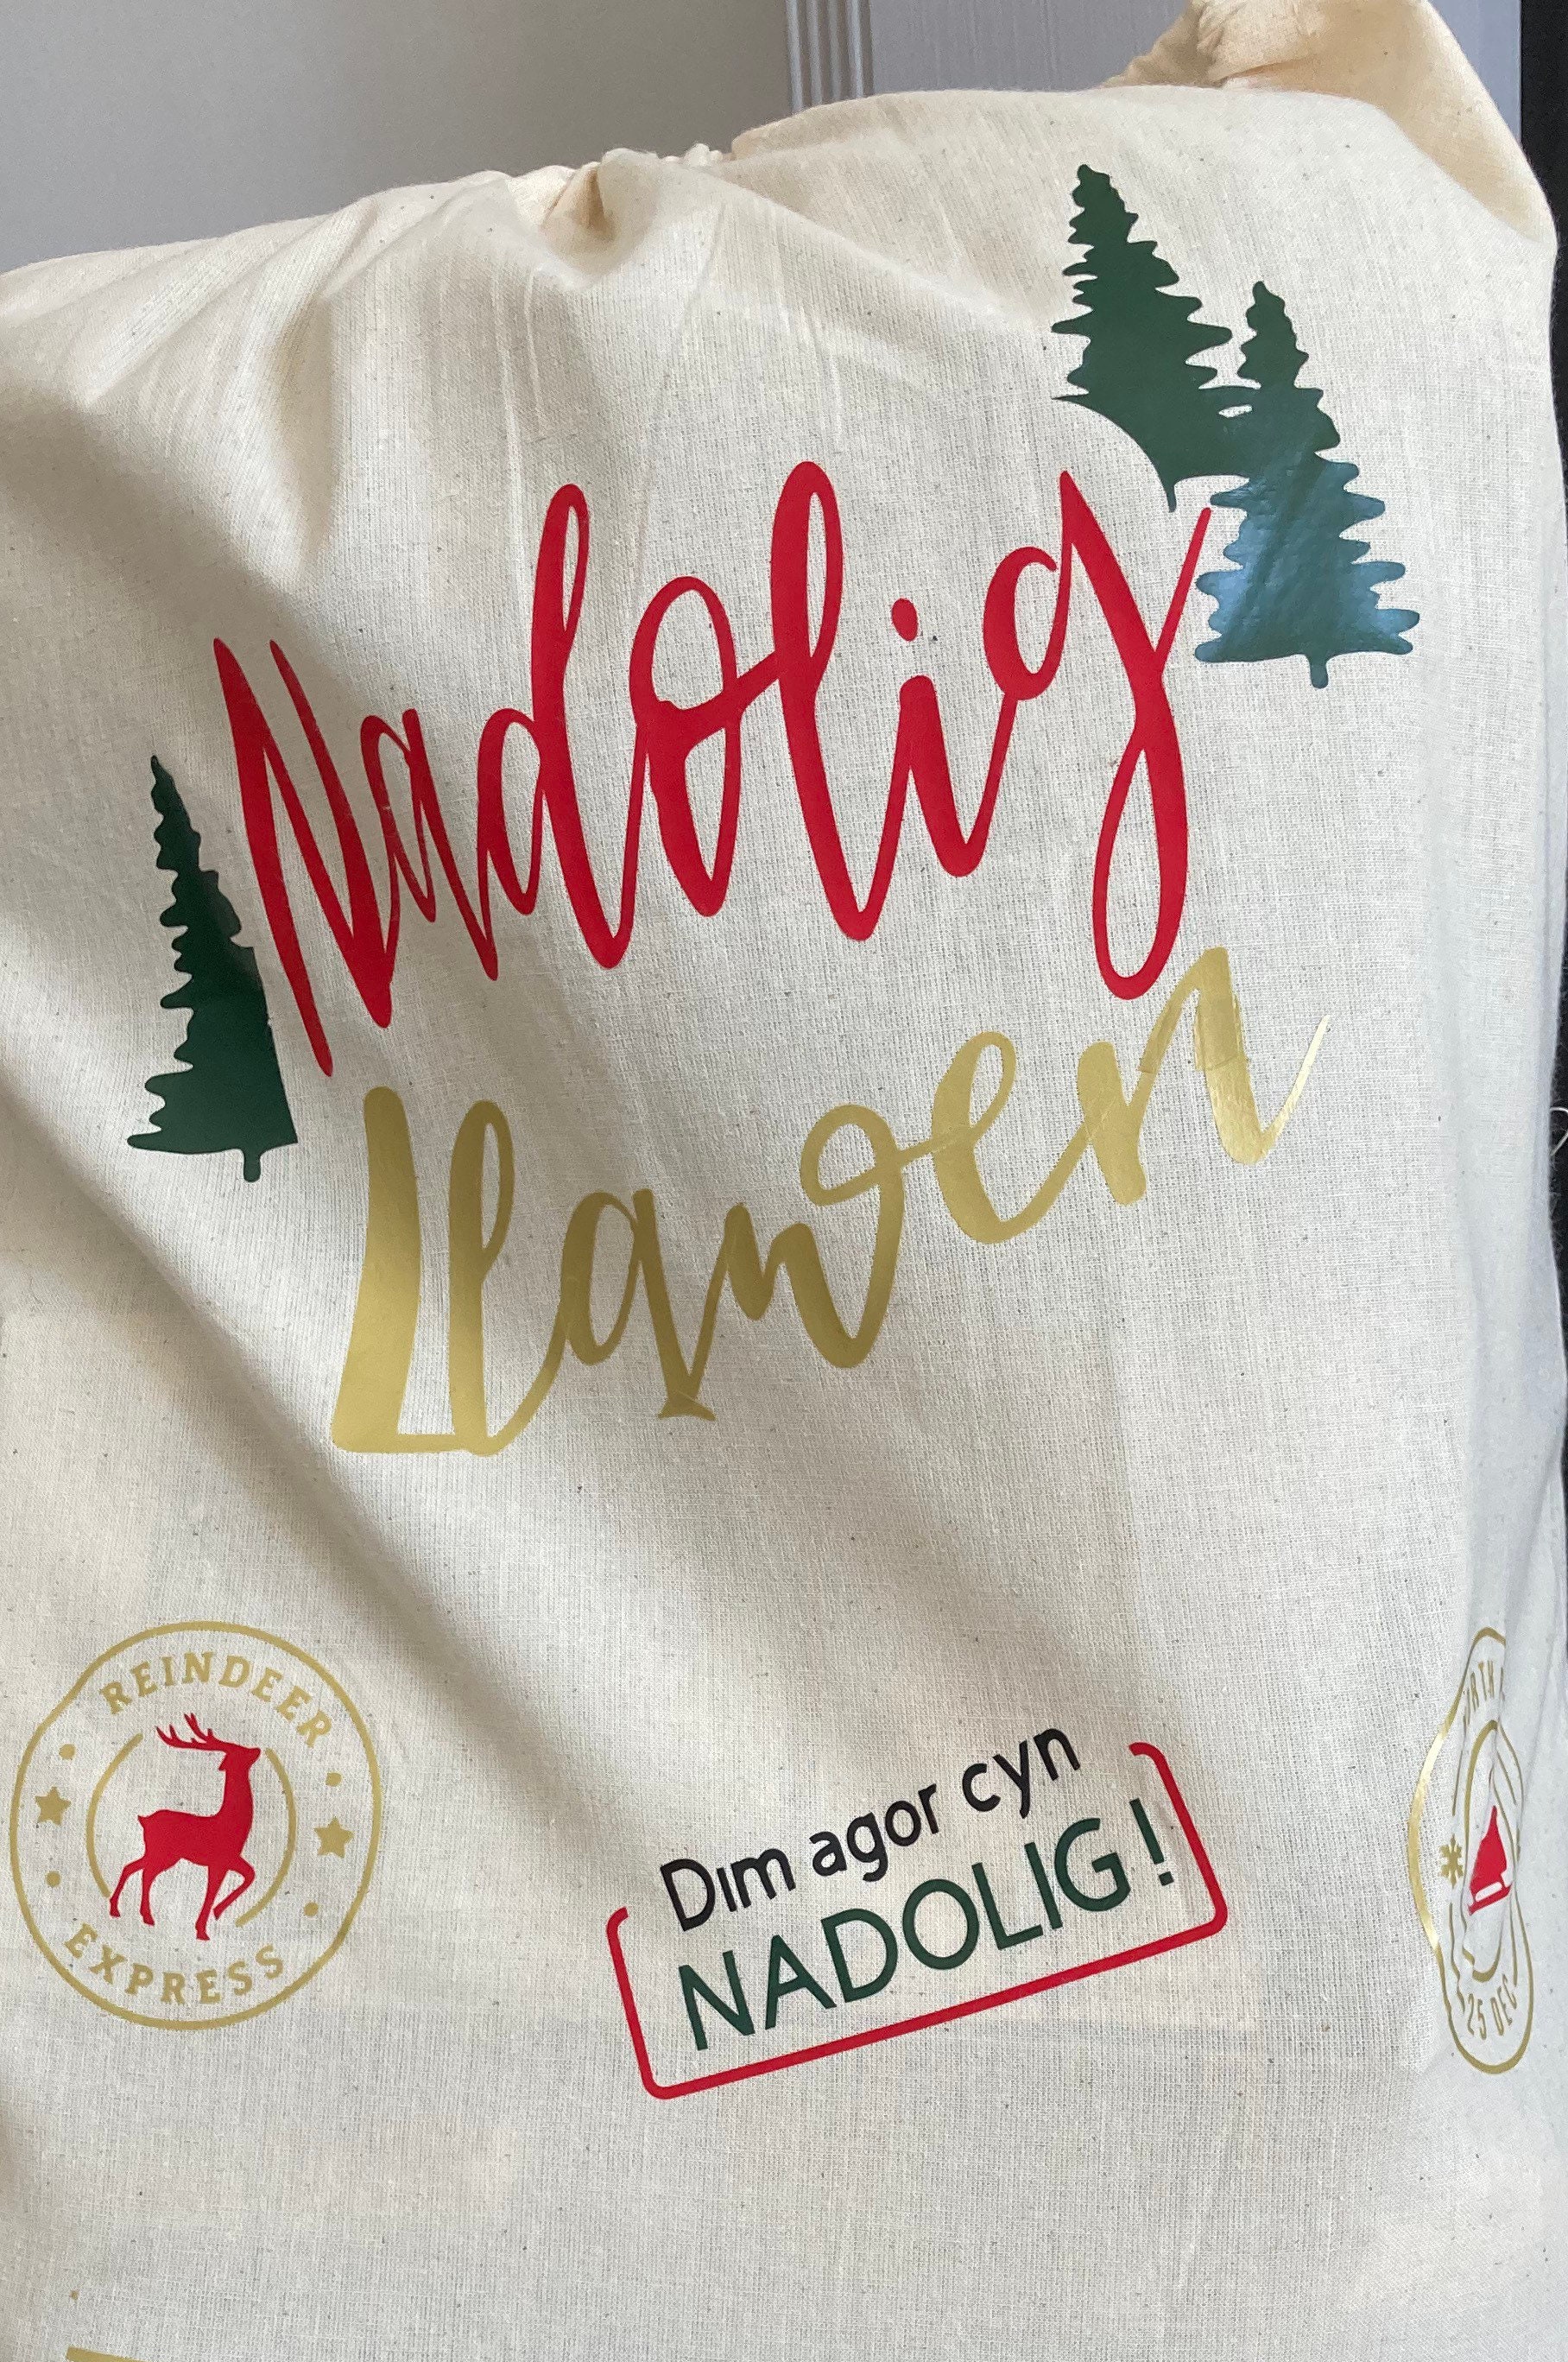 Nadolig
Llawen
REINDEER
EXPRESS
Dim agor cyn
NADOLIG!
25 DEC